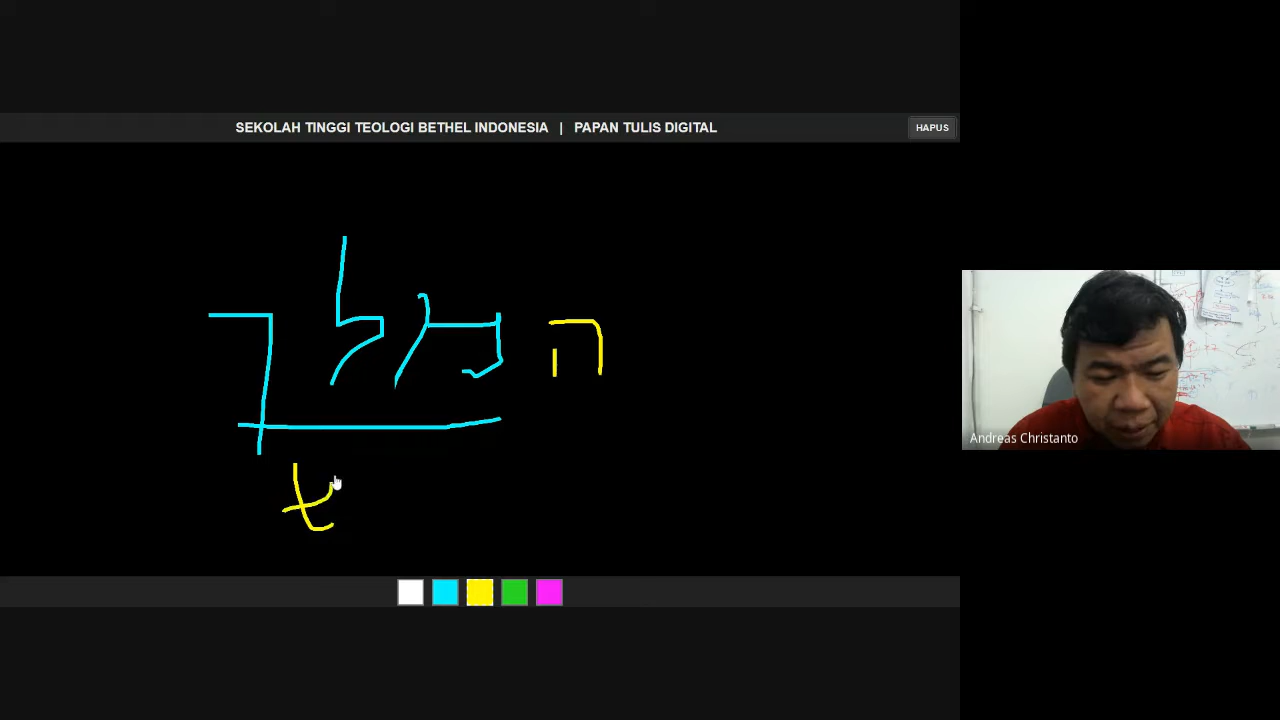 SEKOLAH TINGGI TEOLOGI BETHEL INDONESIA | PAPAN TULIS DIGITAL
HAPUS
המלך
t
Andreas Christanto